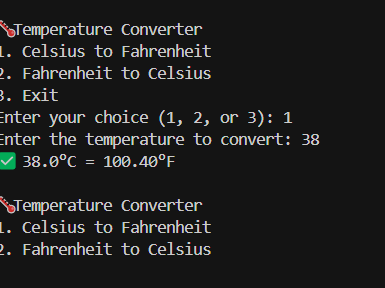 🌡Temperature Converter
1. Celsius to Fahrenheit
2. Fahrenheit to Celsius
3. Exit
Enter your choice (1, 2, or 3): 1
Enter the temperature to convert: 38
✅ 38.0°C = 100.40°F
🌡Temperature Converter
1. Celsius to Fahrenheit
2. Fahrenheit to Celsius